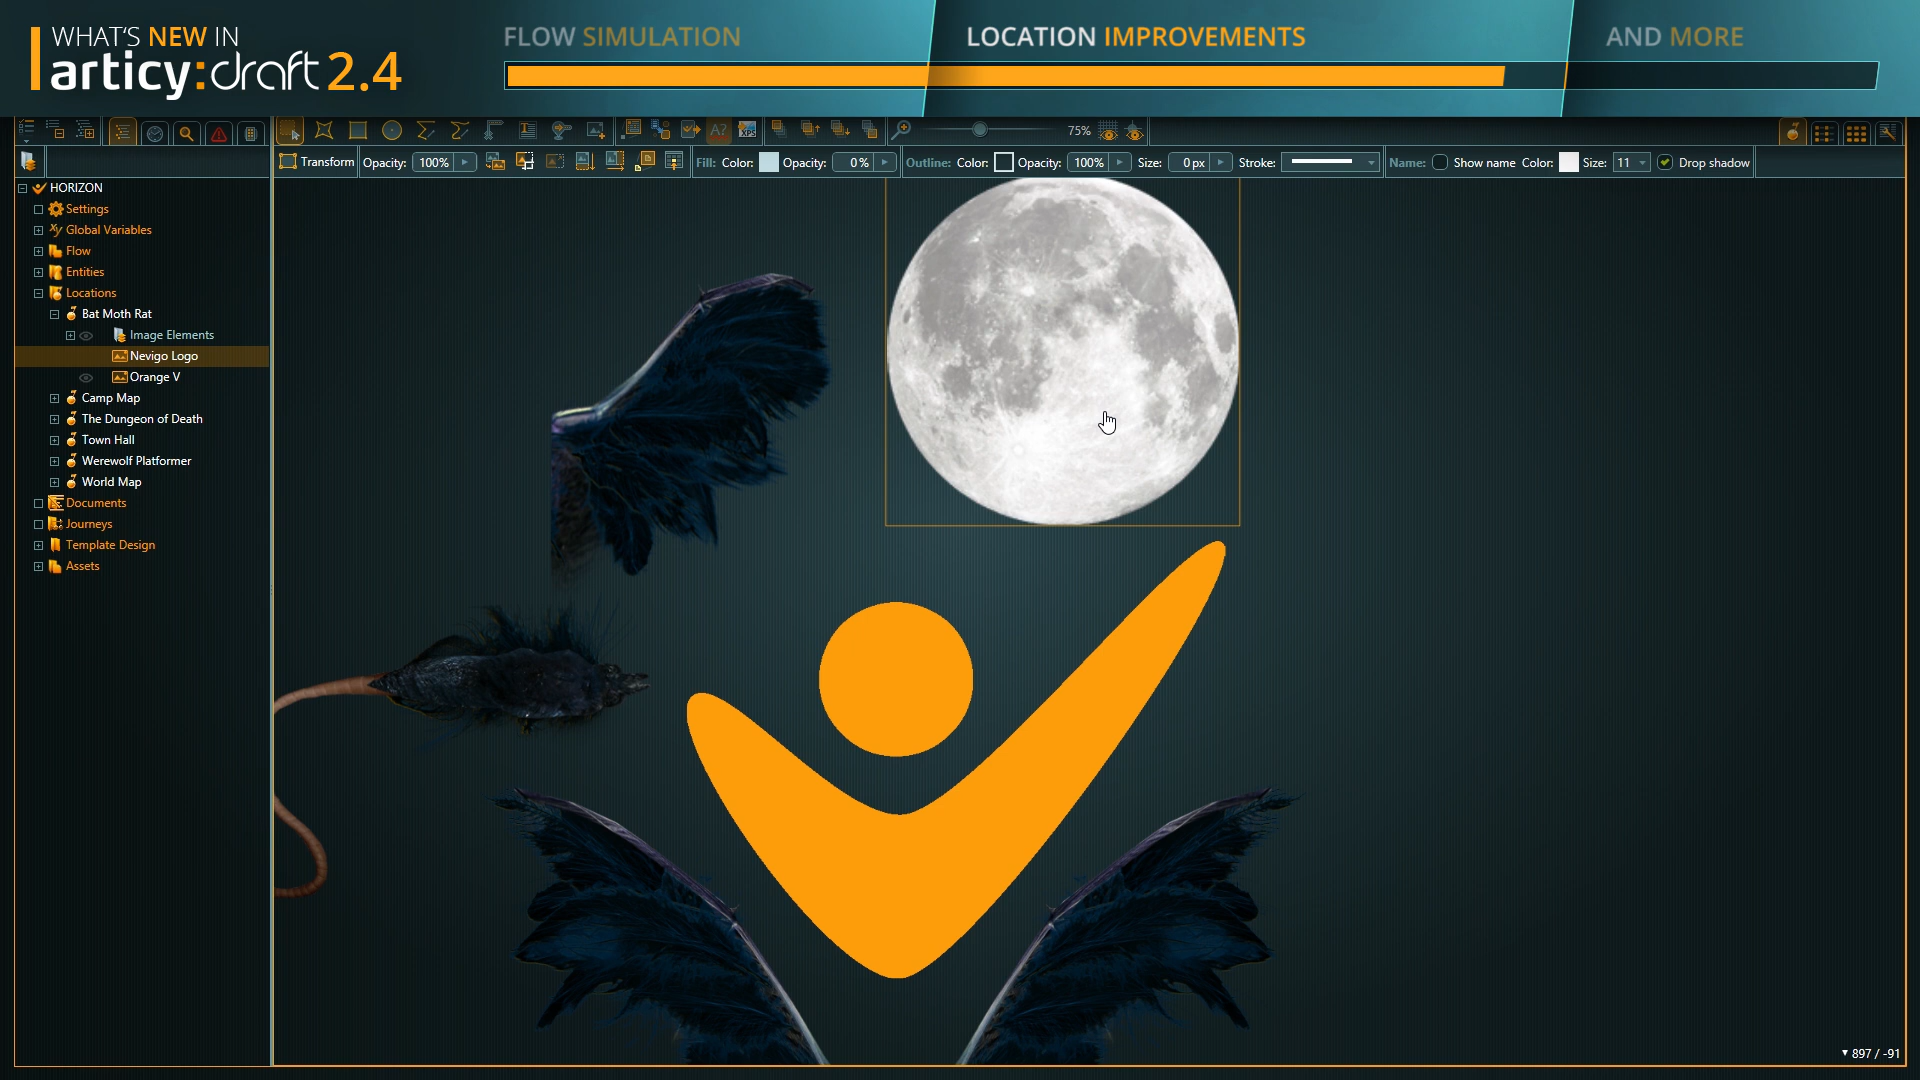 WHAT'S NEW IN
articy:draft 2.4
FLOW SIMULATION
LOCATION IMPROVEMENTS
AND MORE
A?
XPS
75%
Transform
Opacity: 100%
Fill: Color: Opacity: 0 %
Outline: Color: Opacity: 100% Size: 0 px Stroke:
Name: Show name Color: Size: 11 Drop shadow
HORIZON
Settings
xy Global Variables
Flow
Entities
Locations
Bat Moth Rat
Image Elements
Nevigo Logo
Orange V
Camp Map
The Dungeon of Death
Town Hall
Werewolf Platformer
World Map
Documents
Journeys
Template Design
Assets
897 / -91